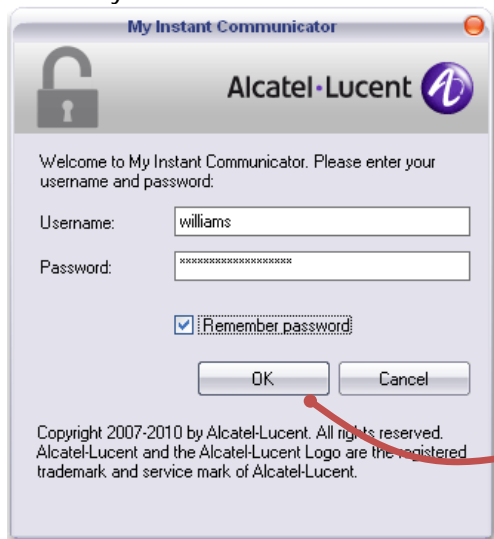 My Instant Communicator
Alcatel·Lucent
Welcome to My Instant Communicator. Please enter your
username and password:
Username:
williams
Password:
*******************
Remember password
OK
Cancel
Copyright 2007-2010 by Alcatel-Lucent. All rights reserved.
Alcatel-Lucent and the Alcatel-Lucent Logo are the registered
trademark and service mark of Alcatel-Lucent.